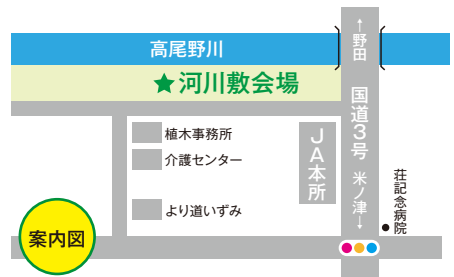 高尾野川
★河川敷会場
←野田
国道3号
米ノ津→
植木事務所
介護センター
より道いずみ
JA本所
荘記念病院
案内図